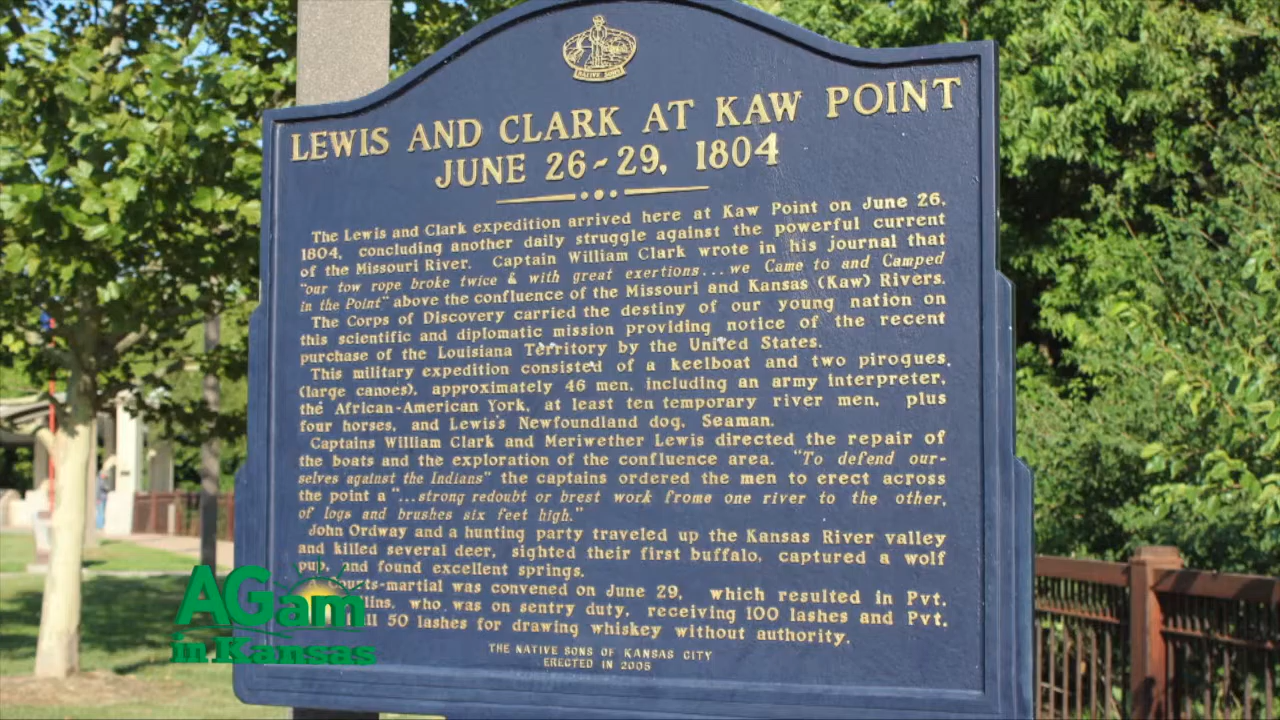 NATIVE SONS
LEWIS AND CLARK AT KAW POINT
JUNE 26~29, 1804
The Lewis and Clark expedition arrived here at Kaw Point on June 26,
1804, concluding another daily struggle against the powerful current
of the Missouri River. Captain William Clark wrote in his journal that
"our tow rope broke twice & with great exertions... we Came to and Camped
in the Point" above the confluence of the Missouri and Kansas (Kaw) Rivers.
The Corps of Discovery carried the destiny of our young nation on
this scientific and diplomatic mission providing notice of the recent
purchase of the Louisiana Territory by the United States.
This military expedition consisted of a keelboat and two pirogues,
(large canoes), approximately 46 men, including an army interpreter,
the African-American York, at least ten temporary river men, plus
four horses, and Lewis's Newfoundland dog, Seaman.
Captains William Clark and Meriwether Lewis directed the repair of
the boats and the exploration of the confluence area. "To defend our-
selves against the Indians" the captains ordered the men to erect across
the point a "...strong redoubt or brest work frome one river to the other,
of logs and brushes six feet high."
John Ordway and a hunting party traveled up the Kansas River valley
and killed several deer, sighted their first buffalo, captured a wolf
pup, and found excellent springs.
was convened on June 29, which resulted in Pvt.
who was on sentry duty, receiving 100 lashes and Pvt.
50 lashes for drawing whiskey without authority.
THE NATIVE SONS OF KANSAS CITY
ERECTED IN 2005
AGam
in Kansas